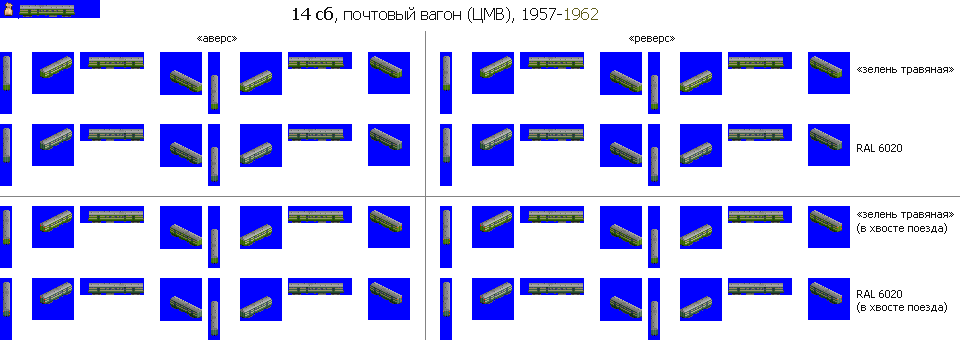 14 сб, почтовый вагон (ЦМВ), 1957-1962
«аверс»
«реверс»
«зелень травяная»
RAL 6020
«зелень травяная»
(в хвосте поезда)
RAL 6020
(в хвосте поезда)